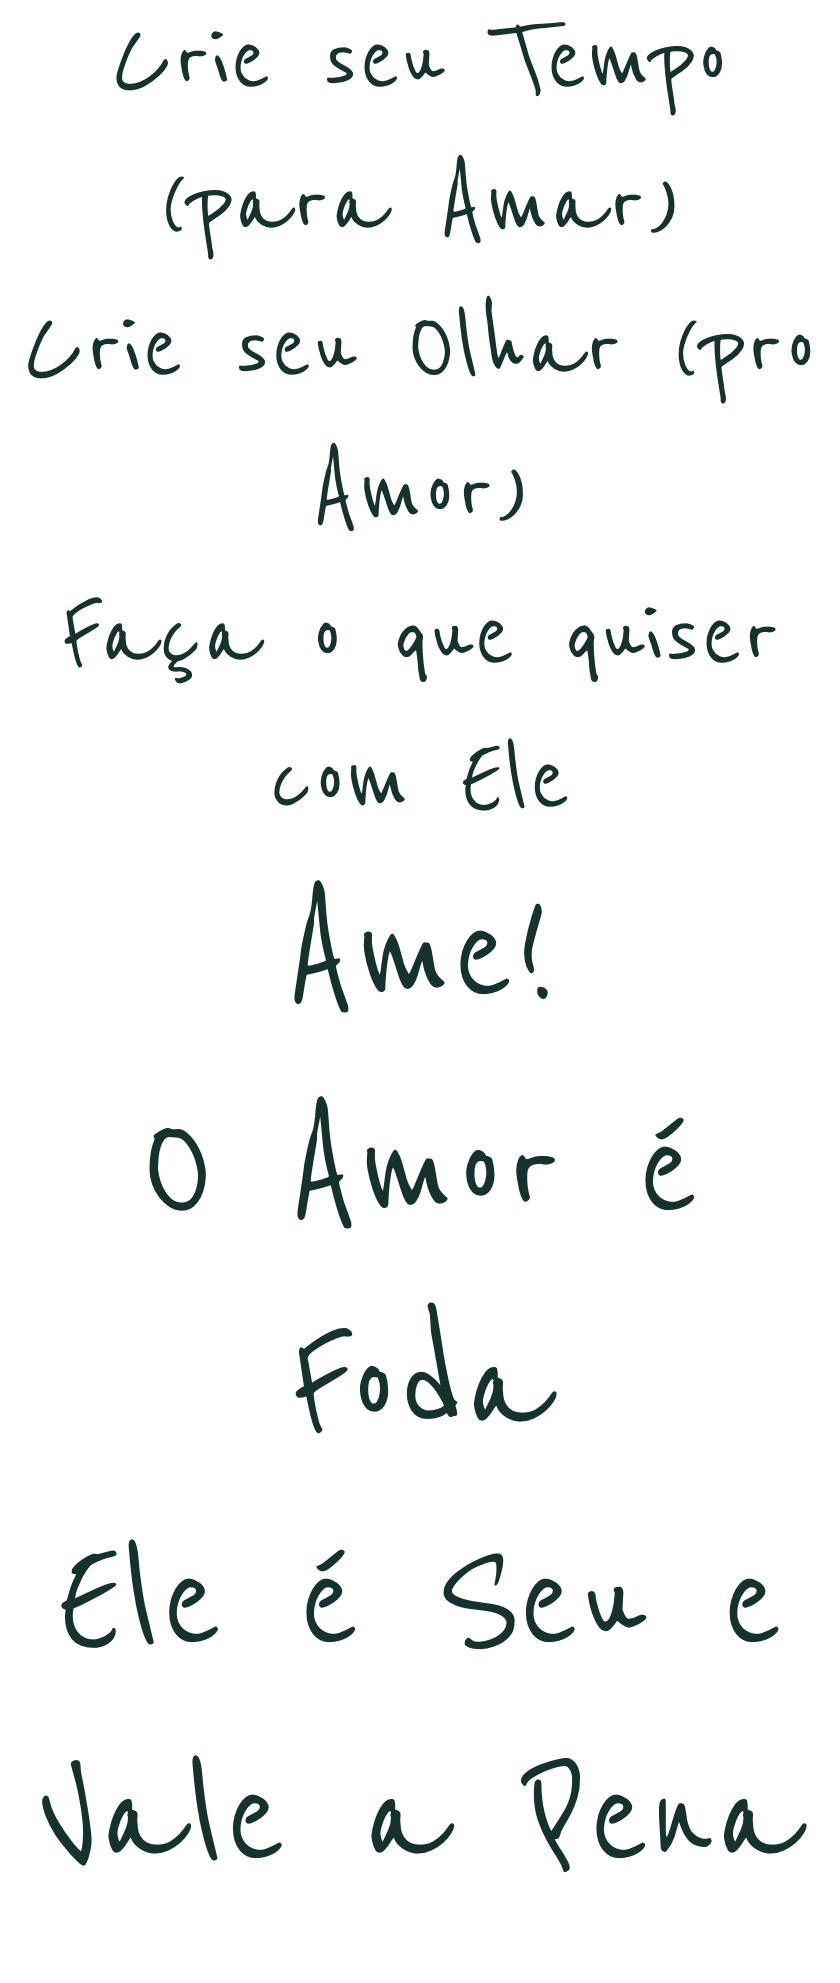 Crie seu Tempo
(para Amar)
Crie seu Olhar (pro
Amor)
Faça o que quiser
com Ele
Ame!
O Amor é
Foda
Ele é Seu e
Vale a Pena